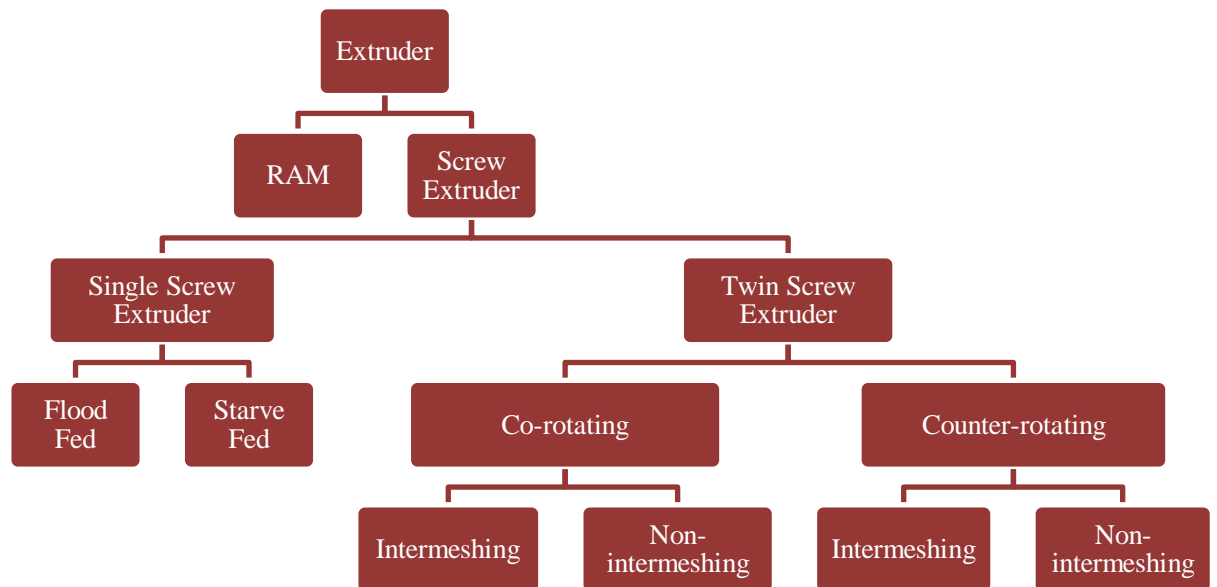 Extruder
RAM
Screw
Extruder
Single Screw
Extruder
Twin Screw
Extruder
Flood
Fed
Starve
Fed
Co-rotating
Counter-rotating
Intermeshing
Non-
intermeshing
Intermeshing
Non-
intermeshing